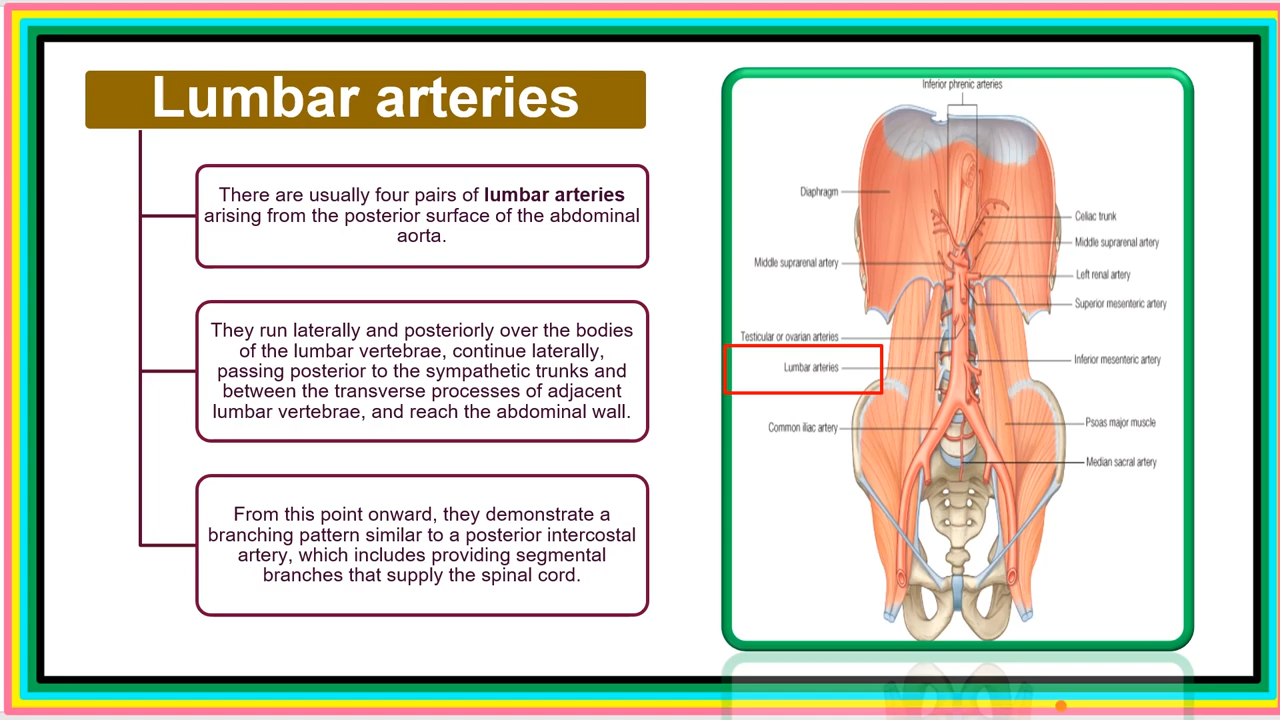 Lumbar arteries
There are usually four pairs of lumbar arteries
arising from the posterior surface of the abdominal
aorta.
They run laterally and posteriorly over the bodies
of the lumbar vertebrae, continue laterally,
passing posterior to the sympathetic trunks and
between the transverse processes of adjacent
lumbar vertebrae, and reach the abdominal wall.
From this point onward, they demonstrate a
branching pattern similar to a posterior intercostal
artery, which includes providing segmental
branches that supply the spinal cord.
Inferior phrenic arteries
Diaphragm
Celiac trunk
Middle suprarenal artery
Middle suprarenal artery
Left renal artery
Superior mesenteric artery
Testicular or ovarian arteries
Inferior mesenteric artery
Lumbar arteries
Psoas major muscle
Common iliac artery
Median sacral artery